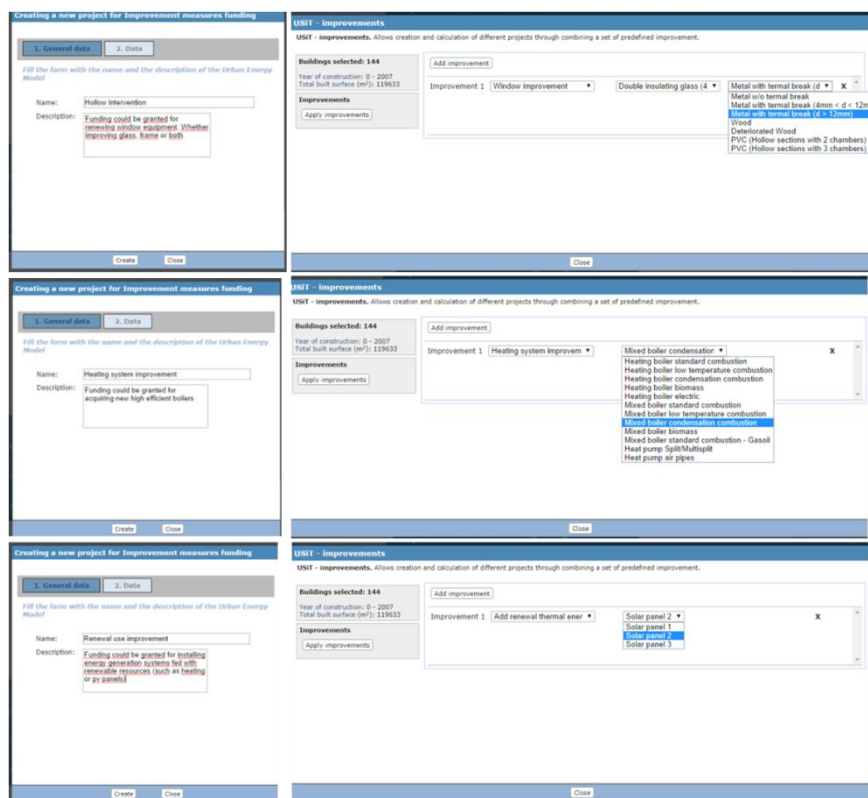 Creating a new project for Improvement measures funding
1. General data
2. Data
Fill the form with the name and the description of the Urban Energy
Model
Name: Hollow intervention
Description: Funding could be granted for
renewing window equipment. Whether
improving glass, frame or both.
Create
Close
USiT - improvements
USiT - improvements. Allows creation and calculation of different projects through combining a set of predefined improvement.
Buildings selected: 144
Year of construction: 0 - 2007
Total built surface (m²): 119633
Improvements
Apply improvements
Add improvement
Improvement 1 Window improvement Double insulating glass (4 Metal with termal break (d X
Metal w/o termal break
Metal with termal break (4mm < d < 12m
Metal with termal break (d > 12mm)
Wood
Deteriorated Wood
PVC (Hollow sections with 2 chambers)
PVC (Hollow sections with 3 chambers)
Close
Creating a new project for Improvement measures funding
1. General data
2. Data
Fill the form with the name and the description of the Urban Energy
Model
Name: Heating system improvement
Description: Funding could be granted for
acquiring new high efficient boilers
Create
Close
USiT - improvements
USiT - improvements. Allows creation and calculation of different projects through combining a set of predefined improvement.
Buildings selected: 144
Year of construction: 0 - 2007
Total built surface (m²): 119633
Improvements
Apply improvements
Add improvement
Improvement 1 Heating system improvem Mixed boiler condensation X
Heating boiler standard combustion
Heating boiler low temperature combustion
Heating boiler condensation combustion
Heating boiler biomass
Heating boiler electric
Mixed boiler standard combustion
Mixed boiler low temperature combustion
Mixed boiler condensation combustion
Mixed boiler biomass
Mixed boiler standard combustion - Gasoil
Heat pump Split/Multisplit
Heat pump air pipes
Close
Creating a new project for Improvement measures funding
1. General data
2. Data
Fill the form with the name and the description of the Urban Energy
Model
Name: Renewal use improvement
Description: Funding could be granted for installing
energy generation systems fed with
renewable resources (such as heating
or pv panels)
Create
Close
USiT - improvements
USiT - improvements. Allows creation and calculation of different projects through combining a set of predefined improvement.
Buildings selected: 144
Year of construction: 0 - 2007
Total built surface (m²): 119633
Improvements
Apply improvements
Add improvement
Improvement 1 Add renewal thermal ener Solar panel 2 X
Solar panel 1
Solar panel 2
Solar panel 3
Close